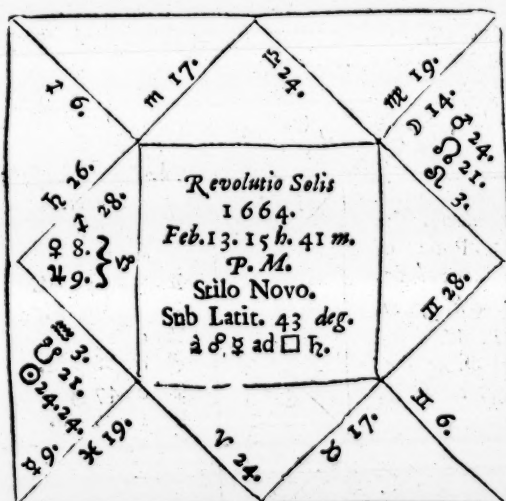 ♐ 6.
♏ 17.
♎ 24.
♍ 19.
☽ 14.
♂ 24.
☊ 21.
♌ 3.
♄ 26.
♐ 28.
♀ 8.
♃ 9. } ♑
Revolutio Solis
1664.
Feb. 13. 15 h. 41 m.
P. M.
Stilo Novo.
Sub Latit. 43 deg.
à ☍ ☿ ad □ ♄.
♊ 28.
♒ 3.
☋ 21.
☉ 24. 24.
☿ 9.
♓ 19.
♈ 24.
♉ 17.
♊ 6.